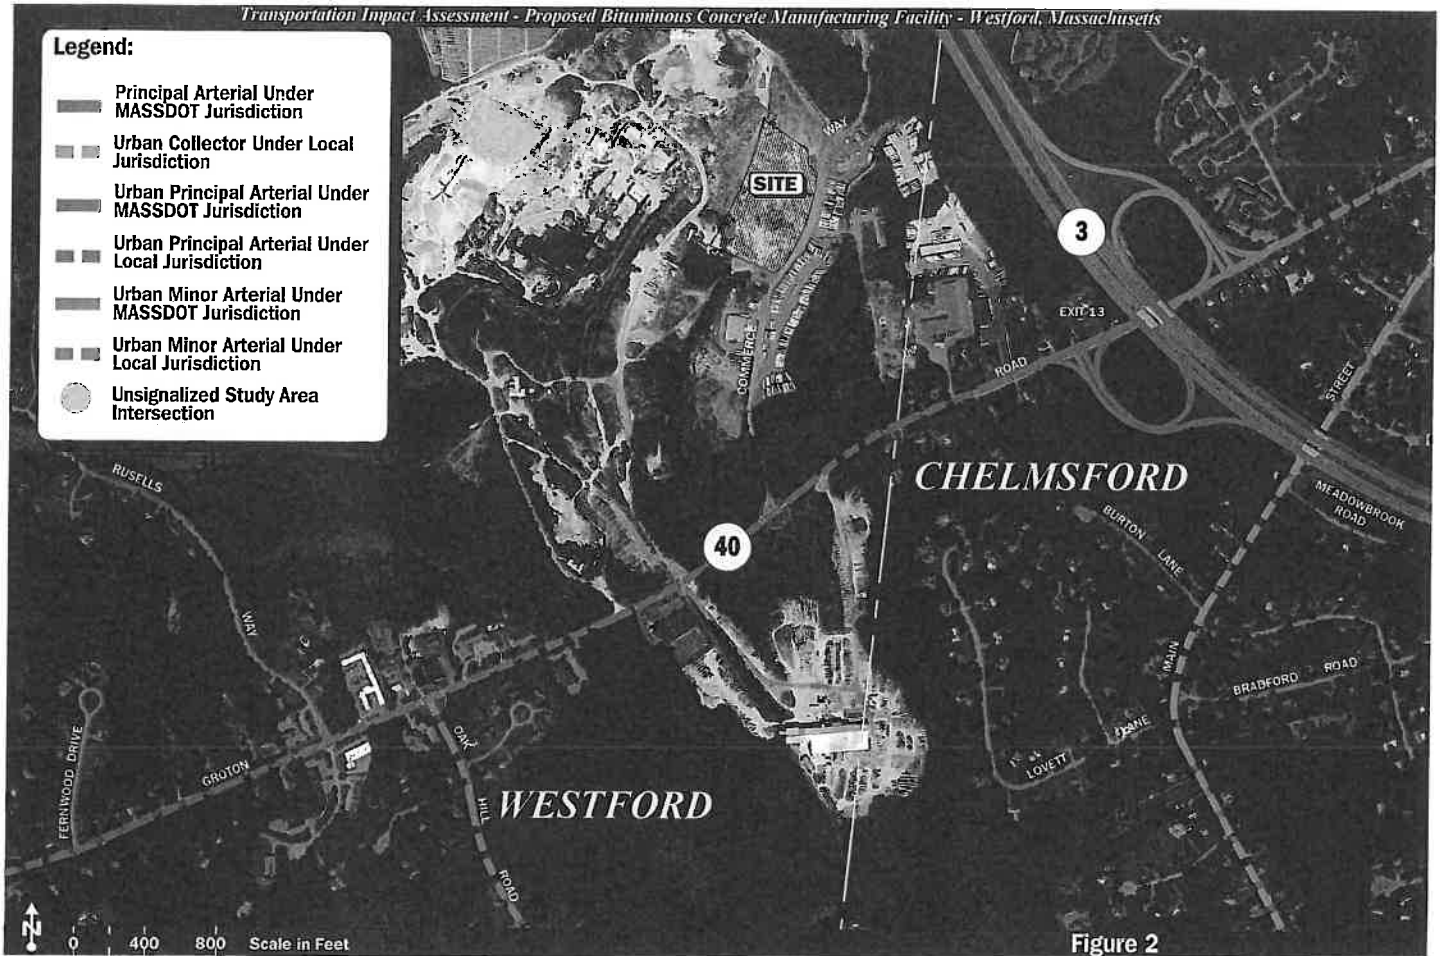 Transportation Impact Assessment - Proposed Bituminous Concrete Manufacturing Facility - Westford, Massachusetts
Legend:
Principal Arterial Under
MASSDOT Jurisdiction
Urban Collector Under Local
Jurisdiction
Urban Principal Arterial Under
MASSDOT Jurisdiction
Urban Principal Arterial Under
Local Jurisdiction
Urban Minor Arterial Under
MASSDOT Jurisdiction
Urban Minor Arterial Under
Local Jurisdiction
Unsignalized Study Area
Intersection
WAY
SITE
3
EXIT 13
COMMERCE
ROAD
STREET
CHELMSFORD
RUSELLS
WAY
MEADOWBROOK
ROAD
BURTON LANE
40
MAIN
BRADFORD ROAD
LOVETT LANE
FERNWOOD DRIVE
GROTON
OAK
HILL
ROAD
WESTFORD
N
0 400 800 Scale in Feet
Figure 2